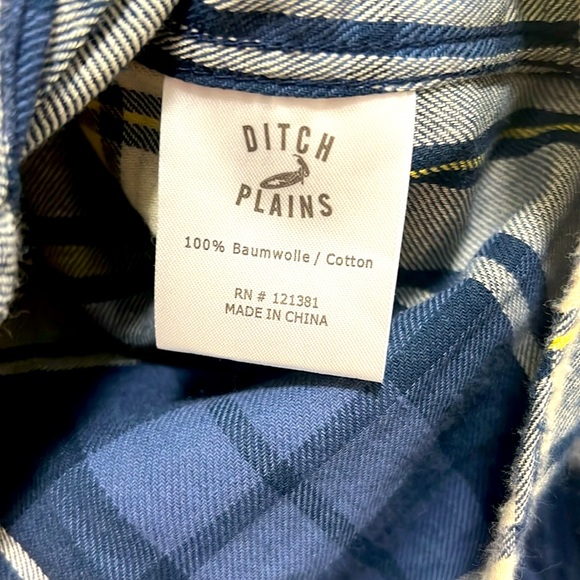 DITCH
PLAINS
100% Baumwolle / Cotton
RN # 121381
MADE IN CHINA